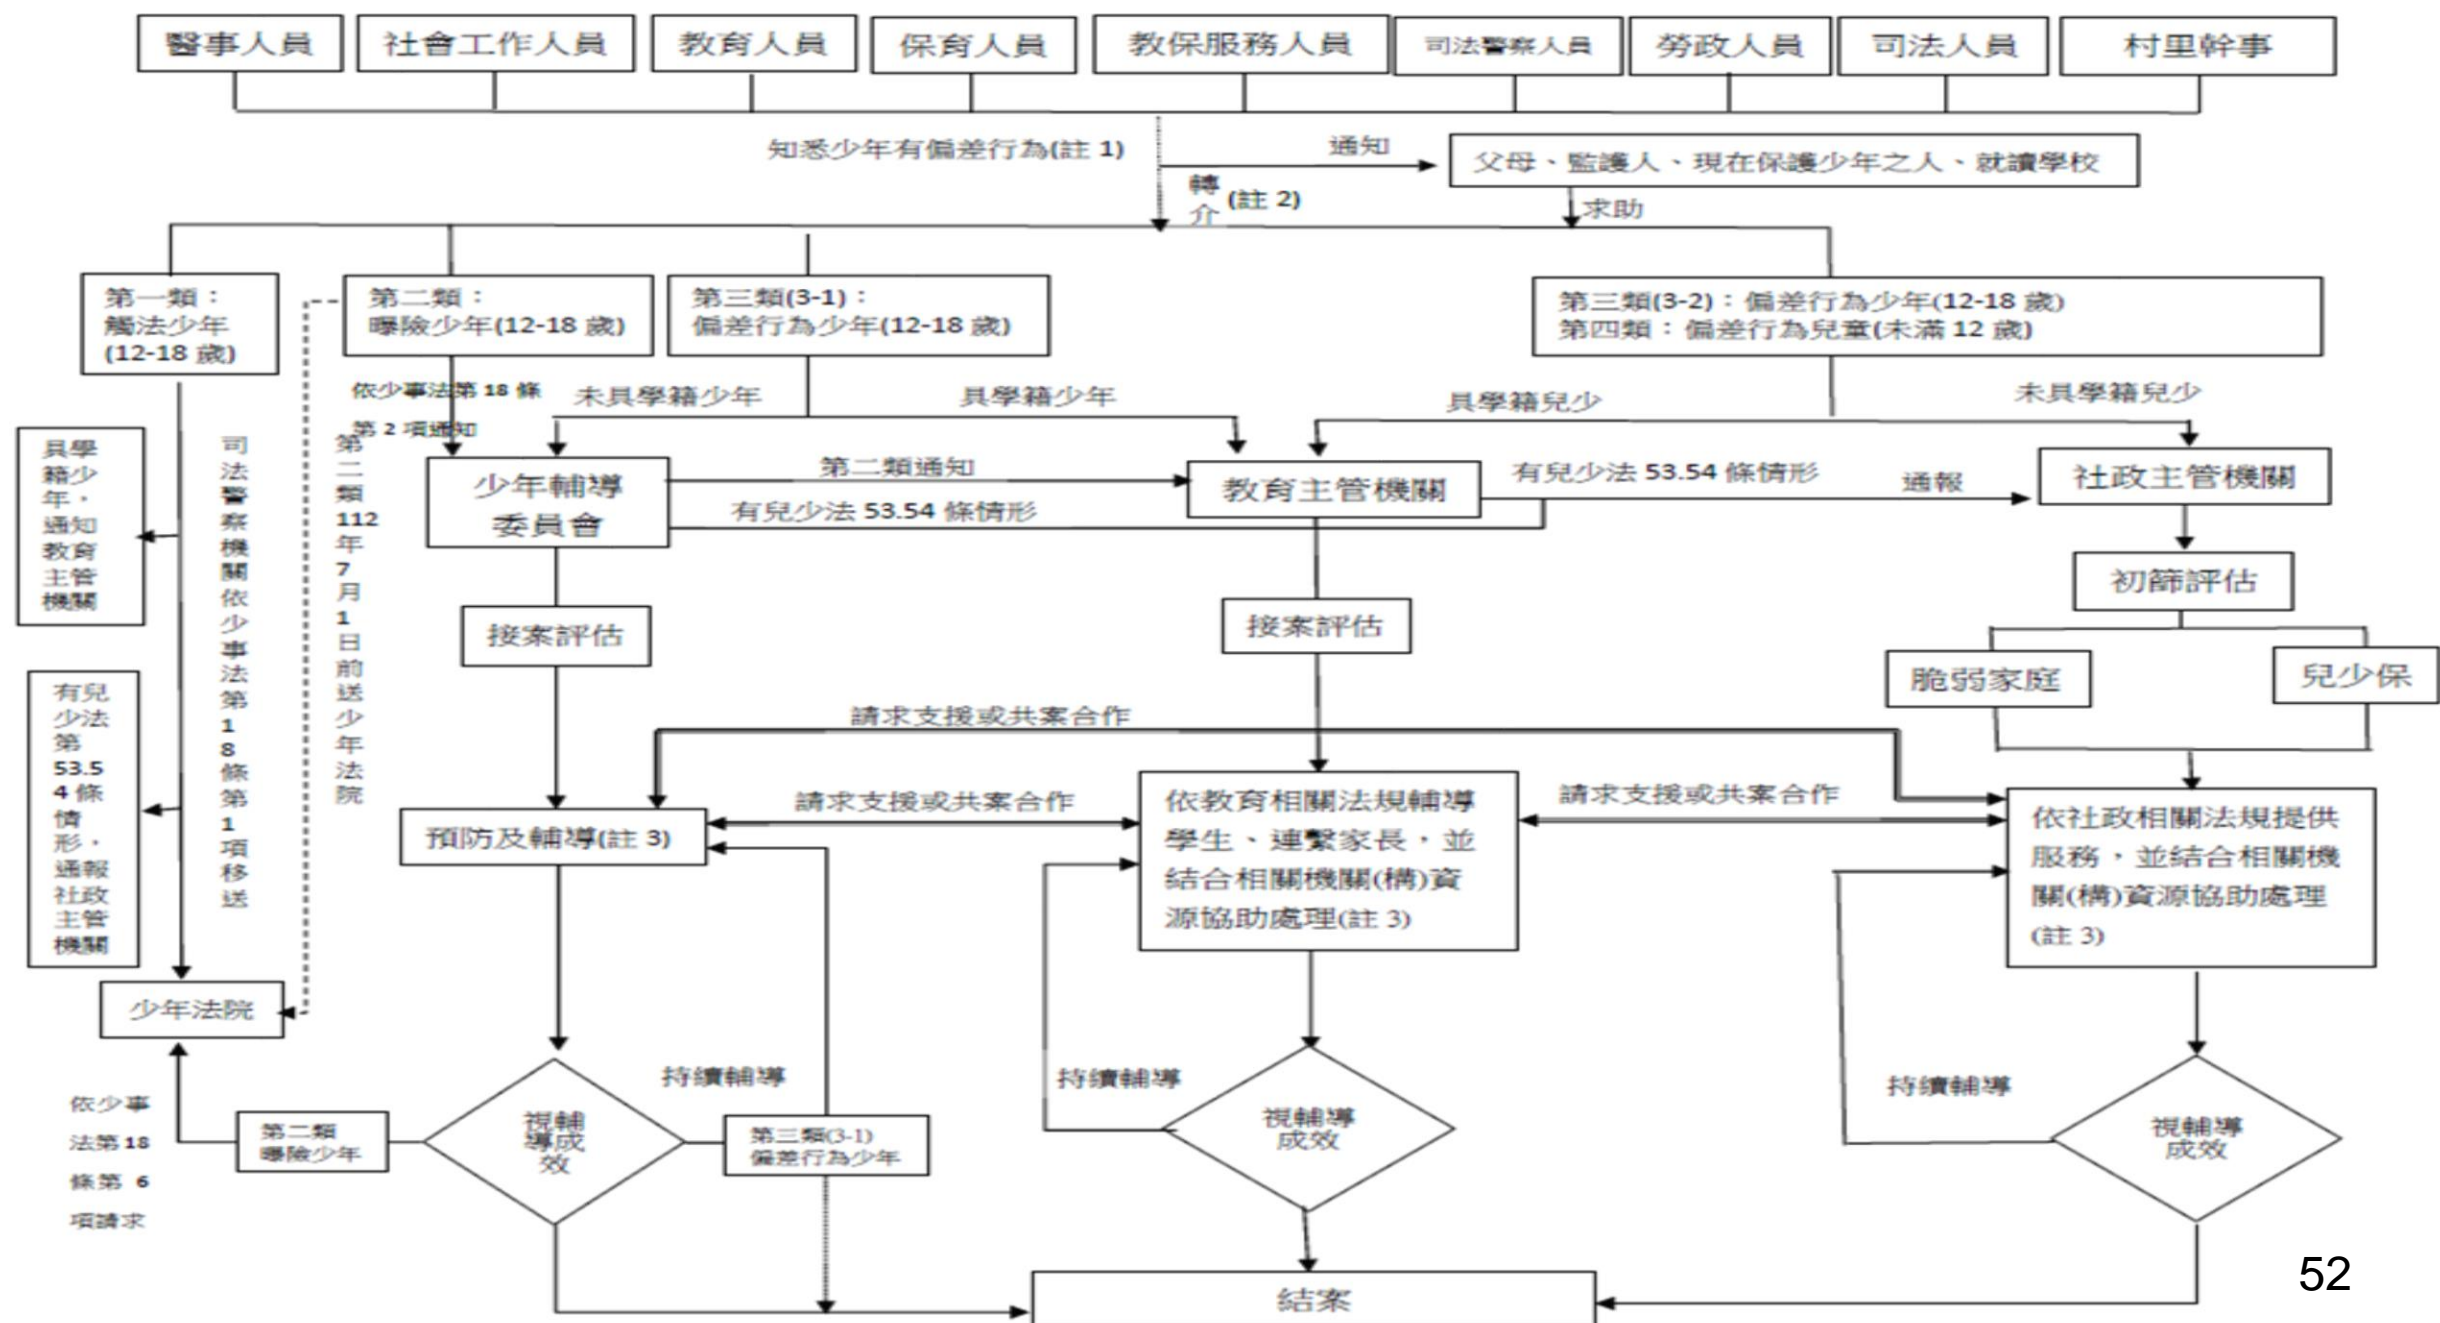 醫事人員
社會工作人員
教育人員
保育人員
教保服務人員
司法警察人員
勞政人員
司法人員
村里幹事
知悉少年有偏差行為(註 1)
通知
父母、監護人、現在保護少年之人、就讀學校
轉介
(註 2)
求助
第一類：
觸法少年
(12-18 歲)
第二類：
曝險少年(12-18 歲)
第三類(3-1)：
偏差行為少年(12-18 歲)
第三類(3-2)：偏差行為少年(12-18 歲)
第四類：偏差行為兒童(未滿 12 歲)
依少事法第 18 條
第 2 項通知
未具學籍少年
具學籍少年
具學籍兒少
未具學籍兒少
具學
籍少
年，
通知
教育
主管
機關
司法警察機關依少事法第18條第1項移送
第二類112年7月1日前送少年法院
少年輔導
委員會
第二類通知
有兒少法 53.54 條情形
教育主管機關
有兒少法 53.54 條情形
通報
社政主管機關
初篩評估
接案評估
接案評估
脆弱家庭
兒少保
有兒
少法
第
53.5
4 條
情
形，
通報
社政
主管
機關
請求支援或共案合作
請求支援或共案合作
請求支援或共案合作
預防及輔導(註 3)
依教育相關法規輔導
學生、連繫家長，並
結合相關機關(構)資
源協助處理(註 3)
依社政相關法規提供
服務，並結合相關機
關(構)資源協助處理
(註 3)
少年法院
依少事
法第 18
條第 6
項請求
第二類
曝險少年
視輔
導成
效
持續輔導
第三類(3-1)
偏差行為少年
持續輔導
視輔導
成效
持續輔導
視輔導
成效
結案
52